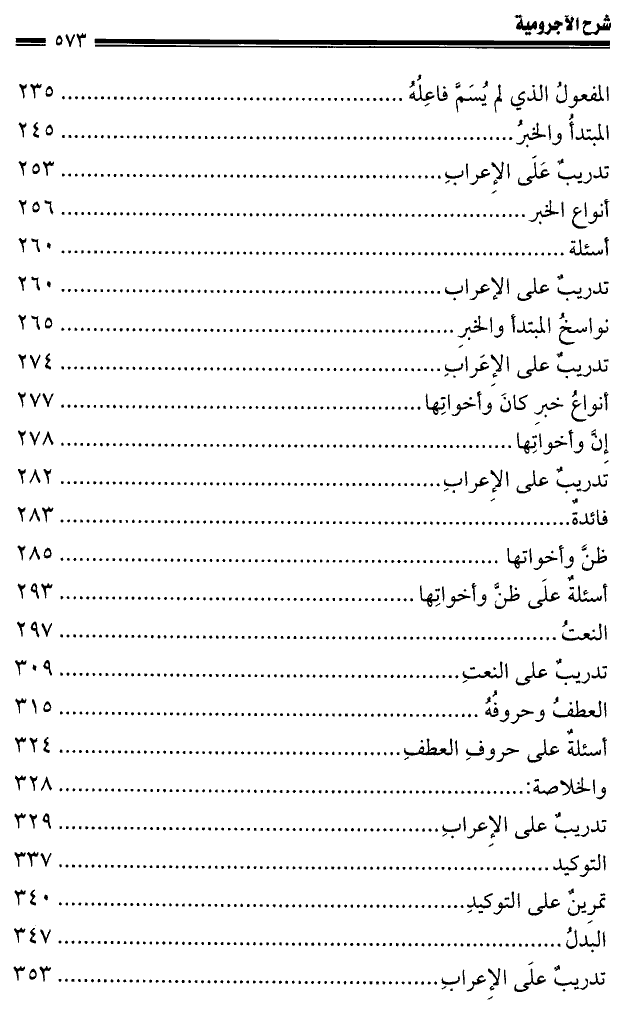 شرح الآجرومية
٥٧٣
المفعولُ الذي لم يُسَمَّ فاعِلُهُ ........................................ ٢٣٥
المبتدأُ والخبرُ ........................................ ٢٤٥
تدريبٌ عَلَى الإِعرابِ ........................................ ٢٥٣
أنواع الخبر ........................................ ٢٥٦
أسئلة ........................................ ٢٦٠
تدريبٌ على الإعراب ........................................ ٢٦٠
نواسخُ المبتدأ والخبرِ ........................................ ٢٦٥
تدريبٌ على الإِعَرابِ ........................................ ٢٧٤
أنواعُ خبرِ كانَ وأخواتِها ........................................ ٢٧٧
إِنَّ وأخواتِها ........................................ ٢٧٨
تدريبٌ على الإِعرابِ ........................................ ٢٨٢
فائدةٌ ........................................ ٢٨٣
ظنَّ وأخواتها ........................................ ٢٨٥
أسئلةٌ علَى ظنَّ وأخواتِها ........................................ ٢٩٣
النعتُ ........................................ ٢٩٧
تدريبٌ على النعتِ ........................................ ٣٠٩
العطفُ وحروفُهُ ........................................ ٣١٥
أسئلةٌ على حروفِ العطفِ ........................................ ٣٢٤
والخلاصة: ........................................ ٣٢٨
تدريبٌ على الإِعرابِ ........................................ ٣٢٩
التوكيد ........................................ ٣٣٧
تمرينٌ على التوكيدِ ........................................ ٣٤٠
البدلُ ........................................ ٣٤٧
تدريبٌ علَى الإِعرابِ ........................................ ٣٥٣